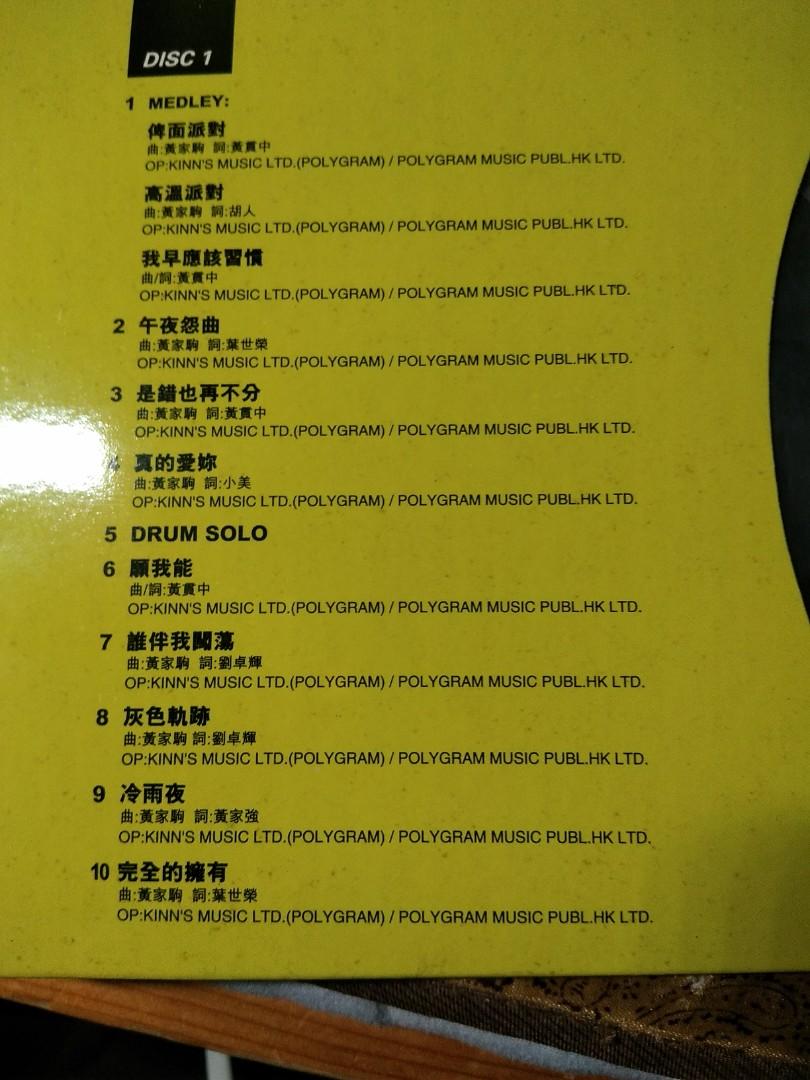 DISC 1
1 MEDLEY:
俾面派對
曲:黃家駒 詞:黃貫中
OP:KINN'S MUSIC LTD.(POLYGRAM) / POLYGRAM MUSIC PUBL.HK LTD.
高溫派對
曲:黃家駒 詞:胡人
OP:KINN'S MUSIC LTD.(POLYGRAM) / POLYGRAM MUSIC PUBL.HK LTD.
我早應該習慣
曲/詞:黃貫中
OP:KINN'S MUSIC LTD.(POLYGRAM) / POLYGRAM MUSIC PUBL.HK LTD.
2 午夜怨曲
曲:黃家駒 詞:葉世榮
OP:KINN'S MUSIC LTD.(POLYGRAM) / POLYGRAM MUSIC PUBL.HK LTD.
3 是錯也再不分
曲:黃家駒 詞:黃貫中
OP:KINN'S MUSIC LTD.(POLYGRAM) / POLYGRAM MUSIC PUBL.HK LTD.
4 真的愛妳
曲:黃家駒 詞:小美
OP:KINN'S MUSIC LTD.(POLYGRAM) / POLYGRAM MUSIC PUBL.HK LTD.
5 DRUM SOLO
6 願我能
曲/詞:黃貫中
OP:KINN'S MUSIC LTD.(POLYGRAM) / POLYGRAM MUSIC PUBL.HK LTD.
7 誰伴我闖蕩
曲:黃家駒 詞:劉卓輝
OP:KINN'S MUSIC LTD.(POLYGRAM) / POLYGRAM MUSIC PUBL.HK LTD.
8 灰色軌跡
曲:黃家駒 詞:劉卓輝
OP:KINN'S MUSIC LTD.(POLYGRAM) / POLYGRAM MUSIC PUBL.HK LTD.
9 冷雨夜
曲:黃家駒 詞:黃家強
OP:KINN'S MUSIC LTD.(POLYGRAM) / POLYGRAM MUSIC PUBL.HK LTD.
10 完全的擁有
曲:黃家駒 詞:葉世榮
OP:KINN'S MUSIC LTD.(POLYGRAM) / POLYGRAM MUSIC PUBL.HK LTD.